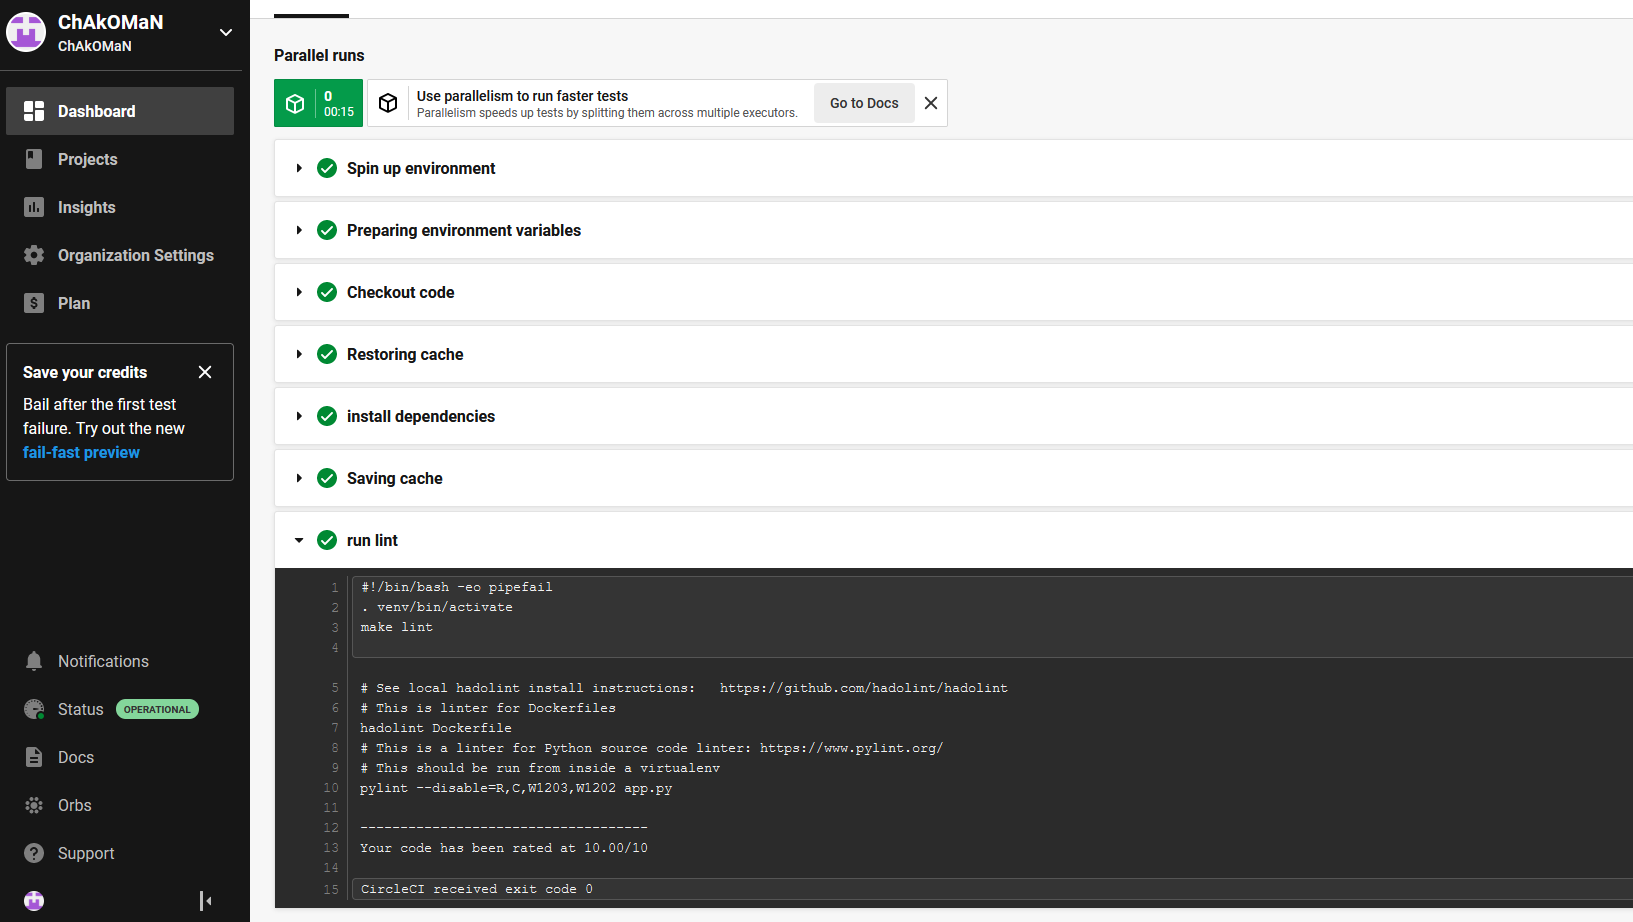 ChAkOMaN
ChAkOMaN
Dashboard
Projects
Insights
Organization Settings
Plan
Save your credits
Bail after the first test
failure. Try out the new
fail-fast preview
Notifications
Status OPERATIONAL
Docs
Orbs
Support
Parallel runs
0
00:15
Use parallelism to run faster tests
Parallelism speeds up tests by splitting them across multiple executors.
Go to Docs
Spin up environment
Preparing environment variables
Checkout code
Restoring cache
install dependencies
Saving cache
run lint
1 #!/bin/bash -eo pipefail
2 . venv/bin/activate
3 make lint
4
5 # See local hadolint install instructions:   https://github.com/hadolint/hadolint
6 # This is linter for Dockerfiles
7 hadolint Dockerfile
8 # This is a linter for Python source code linter: https://www.pylint.org/
9 # This should be run from inside a virtualenv
10 pylint --disable=R,C,W1203,W1202 app.py
11
12 ------------------------------------
13 Your code has been rated at 10.00/10
14
15 CircleCI received exit code 0